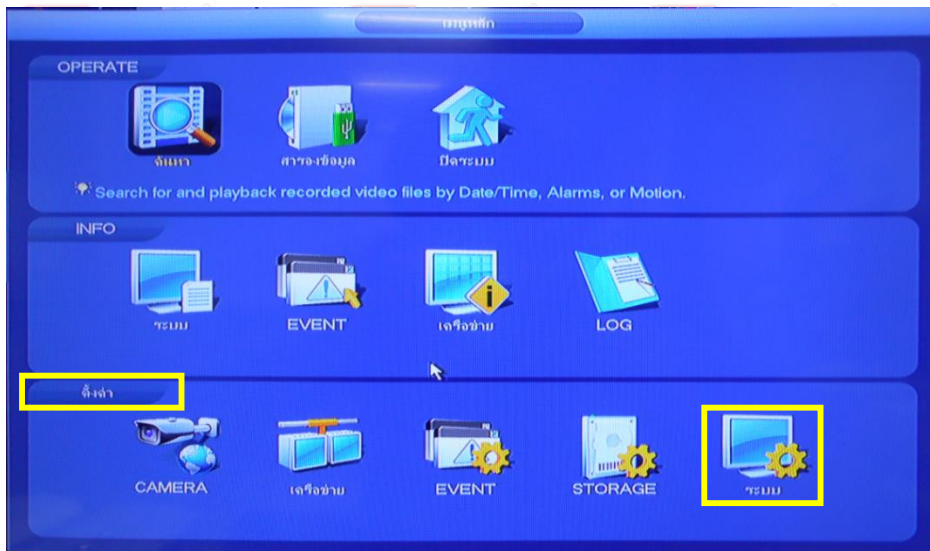 เมนูหลัก
OPERATE
ค้นหา
สารองข้อมูล
ปิดระบบ
Search for and playback recorded video files by Date/Time, Alarms, or Motion.
INFO
ระบบ
EVENT
เครือข่าย
LOG
ตั้งค่า
CAMERA
เครือข่าย
EVENT
STORAGE
ระบบ